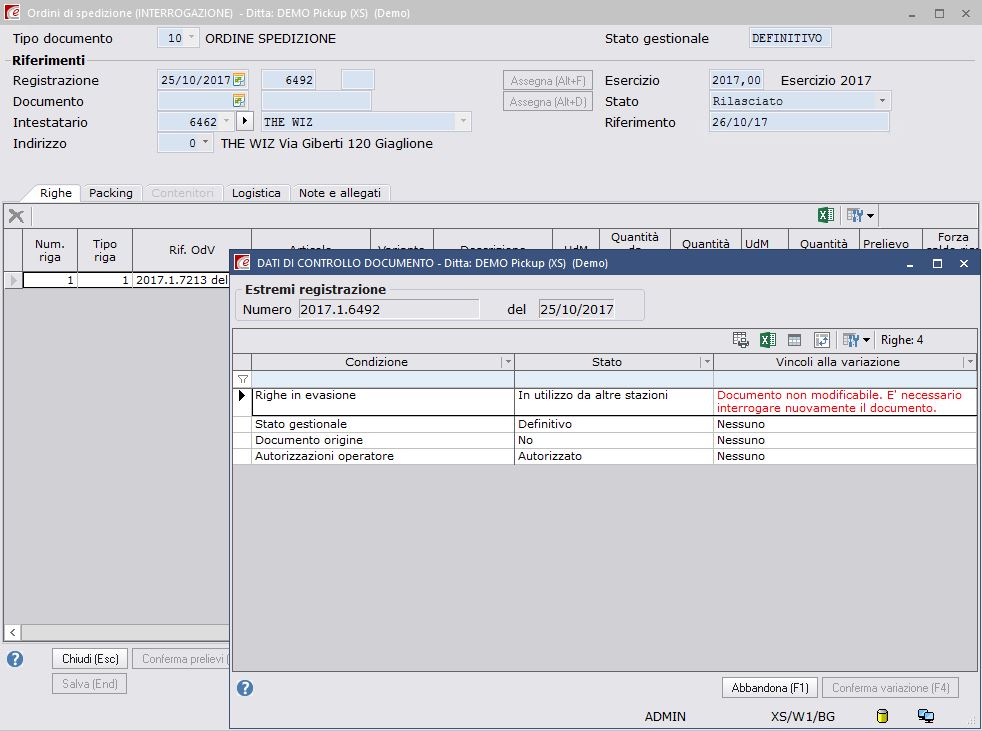 Ordini di spedizione (INTERROGAZIONE) - Ditta: DEMO Pickup (XS) (Demo)
Tipo documento 10 ORDINE SPEDIZIONE Stato gestionale DEFINITIVO
Riferimenti
Registrazione 25/10/2017 6492 Assegna (Alt+F) Esercizio 2017,00 Esercizio 2017
Documento Assegna (Alt+D) Stato Rilasciato
Intestatario 6462 THE WIZ Riferimento 26/10/17
Indirizzo 0 THE WIZ Via Giberti 120 Giaglione
Righe Packing Contenitori Logistica Note e allegati
Num. riga Tipo riga Rif. OdV Articolo Variante Descrizione UdM Quantità da Quantità UdM Quantità Prelievo Forza saldo riga
1 1 2017.1.7213 del
DATI DI CONTROLLO DOCUMENTO - Ditta: DEMO Pickup (XS) (Demo)
Estremi registrazione
Numero 2017.1.6492 del 25/10/2017
Righe: 4
Condizione Stato Vincoli alla variazione
Righe in evasione In utilizzo da altre stazioni Documento non modificabile. E' necessario
interrogare nuovamente il documento.
Stato gestionale Definitivo Nessuno
Documento origine No Nessuno
Autorizzazioni operatore Autorizzato Nessuno
Chiudi (Esc) Conferma prelievi (
Salva (End)
Abbandona (F1) Conferma variazione (F4)
ADMIN XS/W1/BG